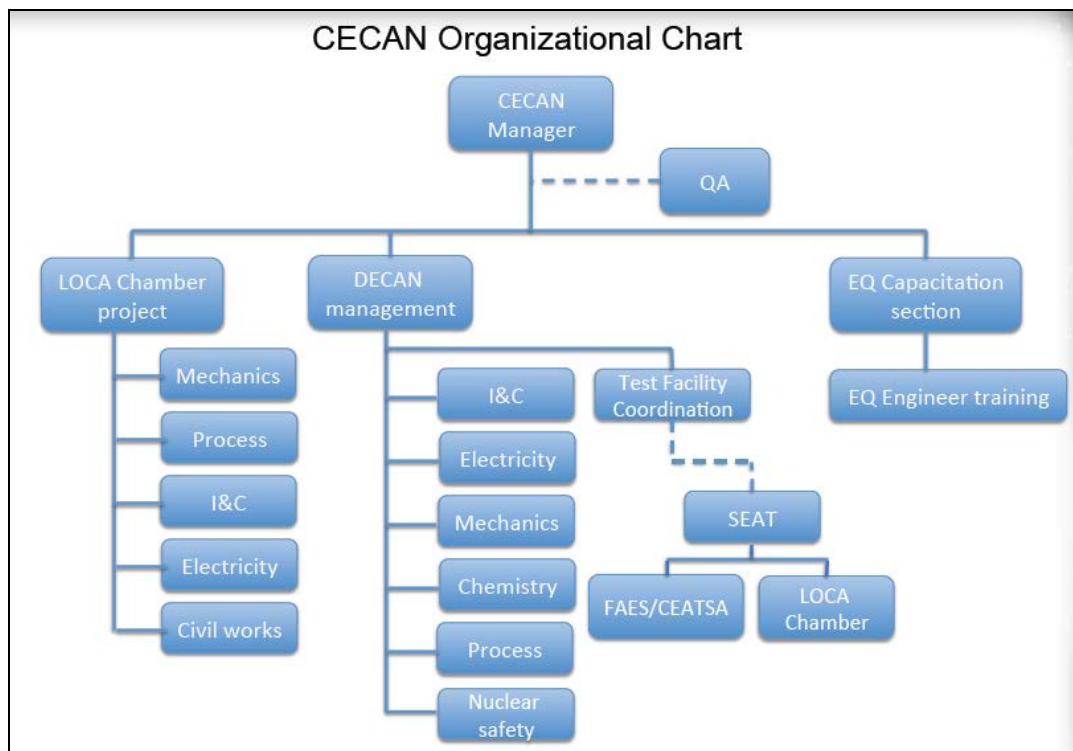 CECAN Organizational Chart
CECAN
Manager
QA
LOCA Chamber
project
DECAN
management
EQ Capacitation
section
Mechanics
Process
I&C
Electricity
Civil works
I&C
Electricity
Mechanics
Chemistry
Process
Nuclear
safety
Test Facility
Coordination
SEAT
FAES/CEATSA
LOCA
Chamber
EQ Engineer training